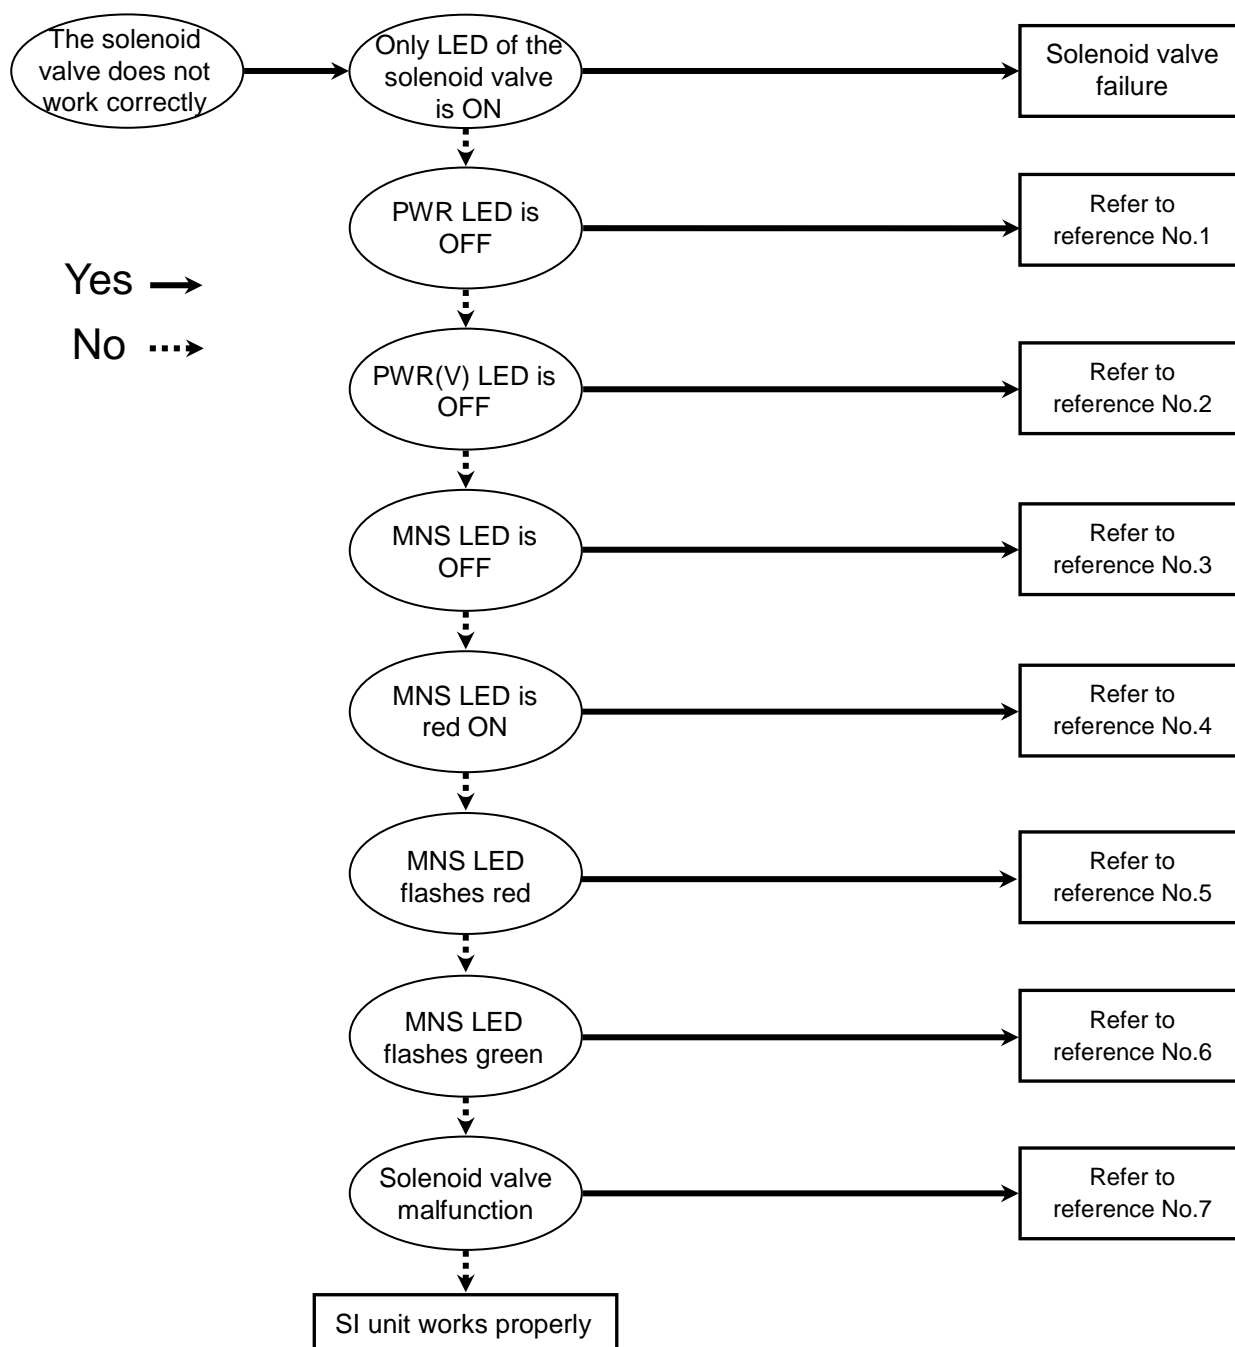 The solenoid
valve does not
work correctly
Only LED of the
solenoid valve
is ON
Solenoid valve
failure
PWR LED is
OFF
Refer to
reference No.1
Yes
No
PWR(V) LED is
OFF
Refer to
reference No.2
MNS LED is
OFF
Refer to
reference No.3
MNS LED is
red ON
Refer to
reference No.4
MNS LED
flashes red
Refer to
reference No.5
MNS LED
flashes green
Refer to
reference No.6
Solenoid valve
malfunction
Refer to
reference No.7
SI unit works properly